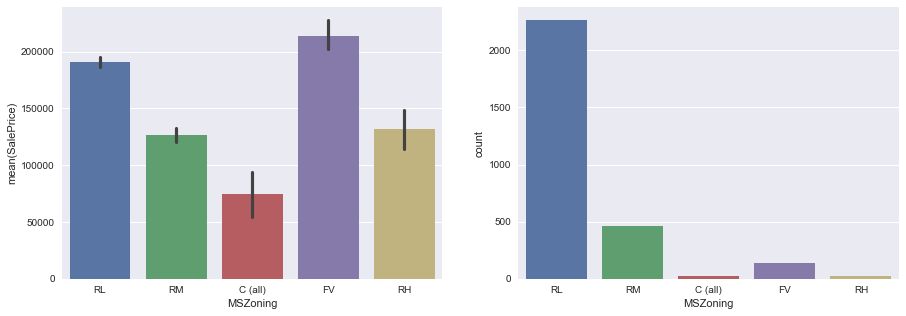 mean(SalePrice)
200000
150000
100000
50000
0
RL RM C (all) FV RH
MSZoning
count
2000
1500
1000
500
0
RL RM C (all) FV RH
MSZoning